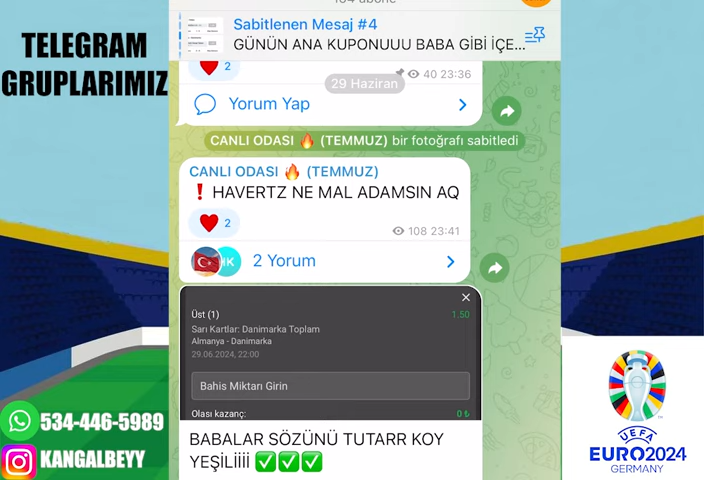 TELEGRAM
GRUPLARIMIZ
Sabitlenen Mesaj #4
GÜNÜN ANA KUPONUUU BABA GİBİ İÇE...
2
40 23:36
29 Haziran
Yorum Yap
CANLI ODASI 🔥 (TEMMUZ) bir fotoğrafı sabitledi
CANLI ODASI 🔥 (TEMMUZ)
❗ HAVERTZ NE MAL ADAMSIN AQ
2
108 23:41
2 Yorum
Üst (1) 1.50
Sarı Kartlar: Danimarka Toplam
Almanya - Danimarka
29.06.2024, 22:00
Bahis Miktarı Girin
Olası kazanç: 0 ₺
BABALAR SÖZÜNÜ TUTARR KOY
YEŞİLİİİİ ✅✅✅
534-446-5989
KANGALBEYY
UEFA
EURO2024
GERMANY